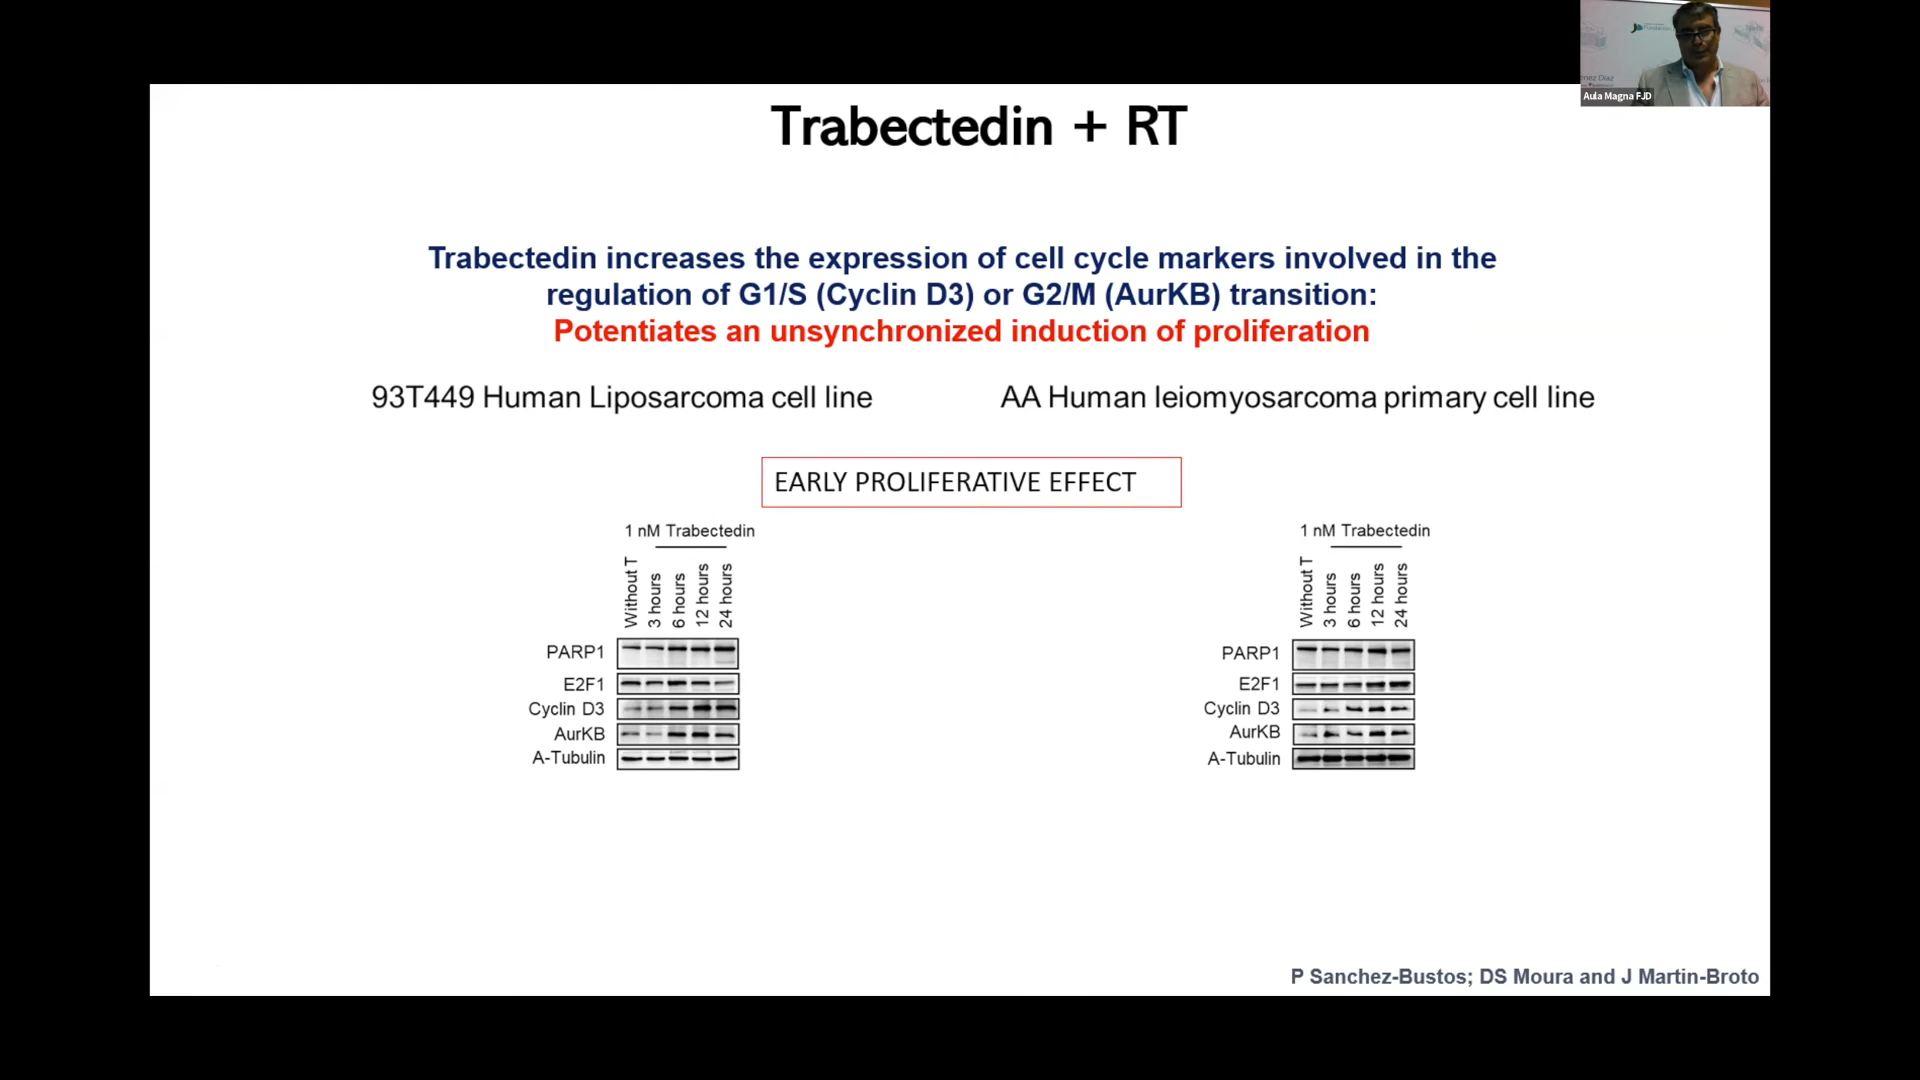 Aula Magna FJD
Trabectedin + RT
Trabectedin increases the expression of cell cycle markers involved in the
regulation of G1/S (Cyclin D3) or G2/M (AurKB) transition:
Potentiates an unsynchronized induction of proliferation
93T449 Human Liposarcoma cell line
AA Human leiomyosarcoma primary cell line
EARLY PROLIFERATIVE EFFECT
1 nM Trabectedin
Without T
3 hours
6 hours
12 hours
24 hours
PARP1
E2F1
Cyclin D3
AurKB
A-Tubulin
1 nM Trabectedin
Without T
3 hours
6 hours
12 hours
24 hours
PARP1
E2F1
Cyclin D3
AurKB
A-Tubulin
P Sanchez-Bustos; DS Moura and J Martin-Broto